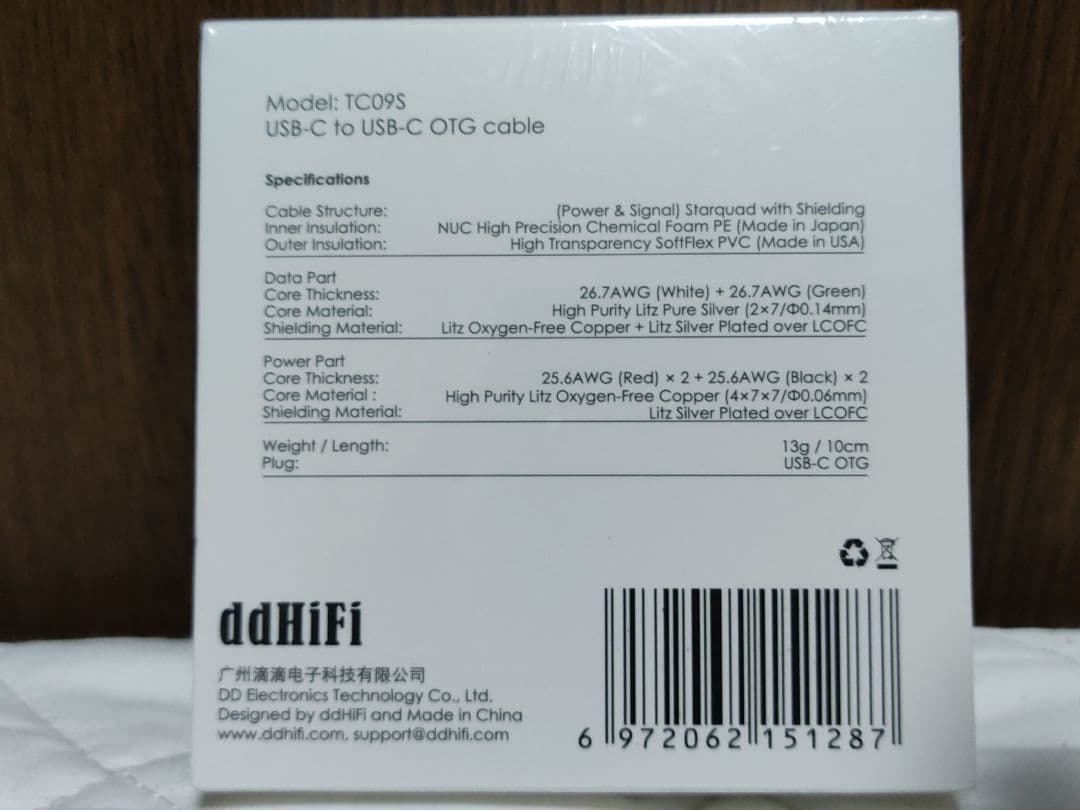 Model: TC09S
USB-C to USB-C OTG cable
Specifications
Cable Structure: (Power & Signal) Starquad with Shielding
Inner Insulation: NUC High Precision Chemical Foam PE (Made in Japan)
Outer Insulation: High Transparency SoftFlex PVC (Made in USA)
Data Part
Core Thickness: 26.7AWG (White) + 26.7AWG (Green)
Core Material: High Purity Litz Pure Silver (2×7/Φ0.14mm)
Shielding Material: Litz Oxygen-Free Copper + Litz Silver Plated over LCOFC
Power Part
Core Thickness: 25.6AWG (Red) × 2 + 25.6AWG (Black) × 2
Core Material : High Purity Litz Oxygen-Free Copper (4×7×7/Φ0.06mm)
Shielding Material: Litz Silver Plated over LCOFC
Weight / Length: 13g / 10cm
Plug: USB-C OTG
ddHiFi
广州滴滴电子科技有限公司
DD Electronics Technology Co., Ltd.
Designed by ddHiFi and Made in China
www.ddhifi.com, support@ddhifi.com
6 972062 151287